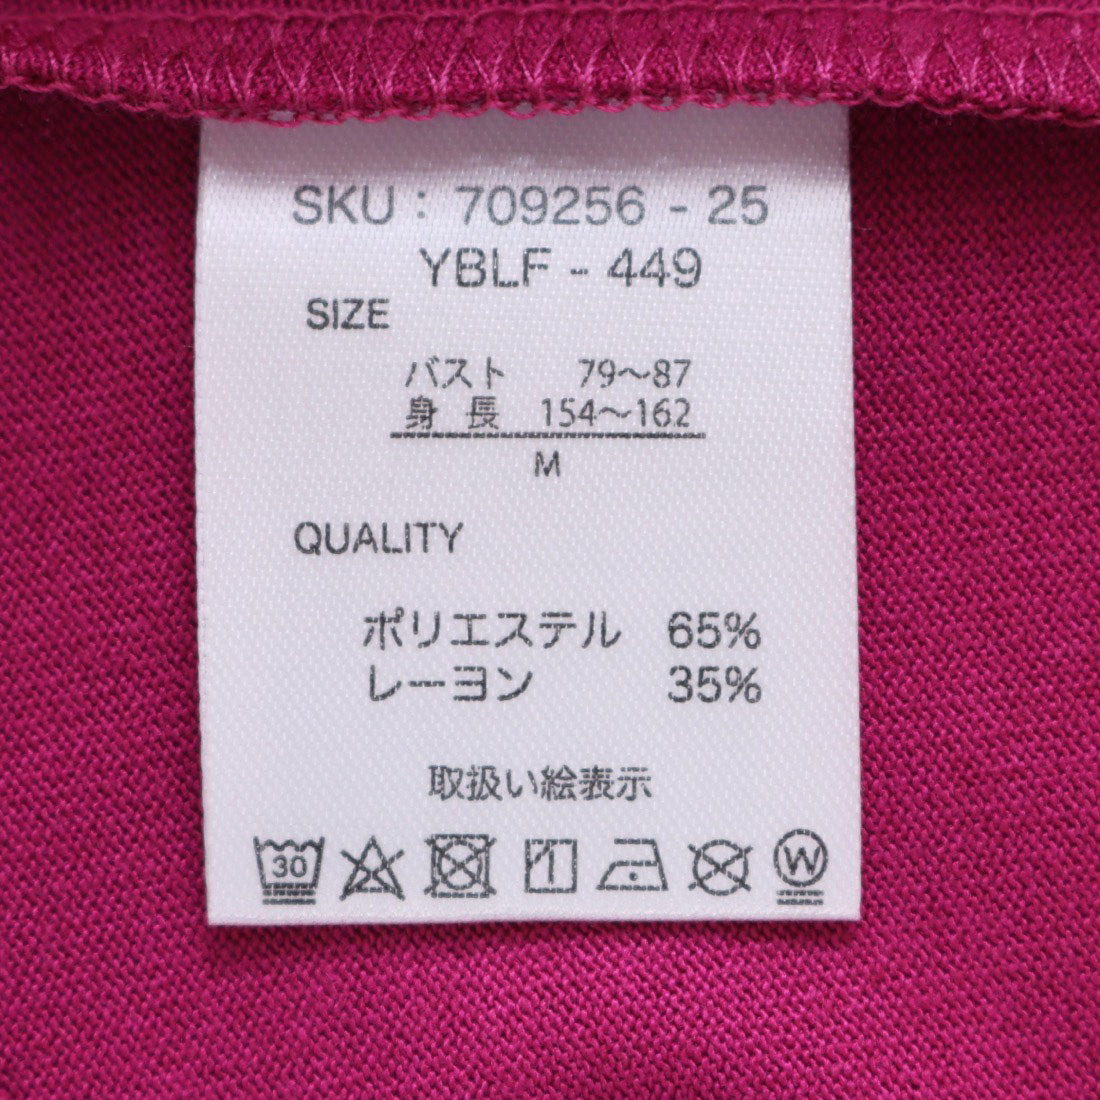 SKU : 709256 - 25
YBLF - 449
SIZE
バスト 79～87
身 長 154～162
M
QUALITY
ポリエステル 65%
レーヨン 35%
取扱い絵表示
30 W